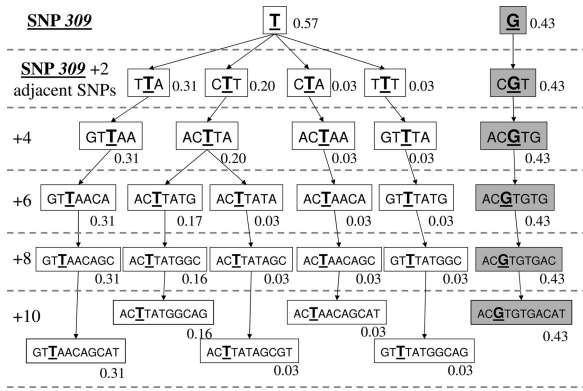 SNP 309 T 0.57 G 0.43
SNP 309 +2
adjacent SNPs
TTA 0.31 CTT 0.20 CTA 0.03 TTT 0.03 CGT 0.43
+4 GTTAA ACTTA ACTAA GTTTA ACGTG
0.31 0.20 0.03 0.03 0.43
+6 GTTAACA ACTTATG ACTTATA ACTAACA GTTTATG ACGTGTG
0.31 0.17 0.03 0.03 0.03 0.43
+8 GTTAACAGC ACTTATGGC ACTTATAGC ACTAACAGC GTTTATGGC ACGTGTGAC
0.31 0.16 0.03 0.03 0.03 0.43
+10 ACTTATGGCAG ACTAACAGCAT ACGTGTGACAT
0.16 0.03 0.43
GTTAACAGCAT ACTTATAGCGT GTTTATGGCAG
0.31 0.03 0.03